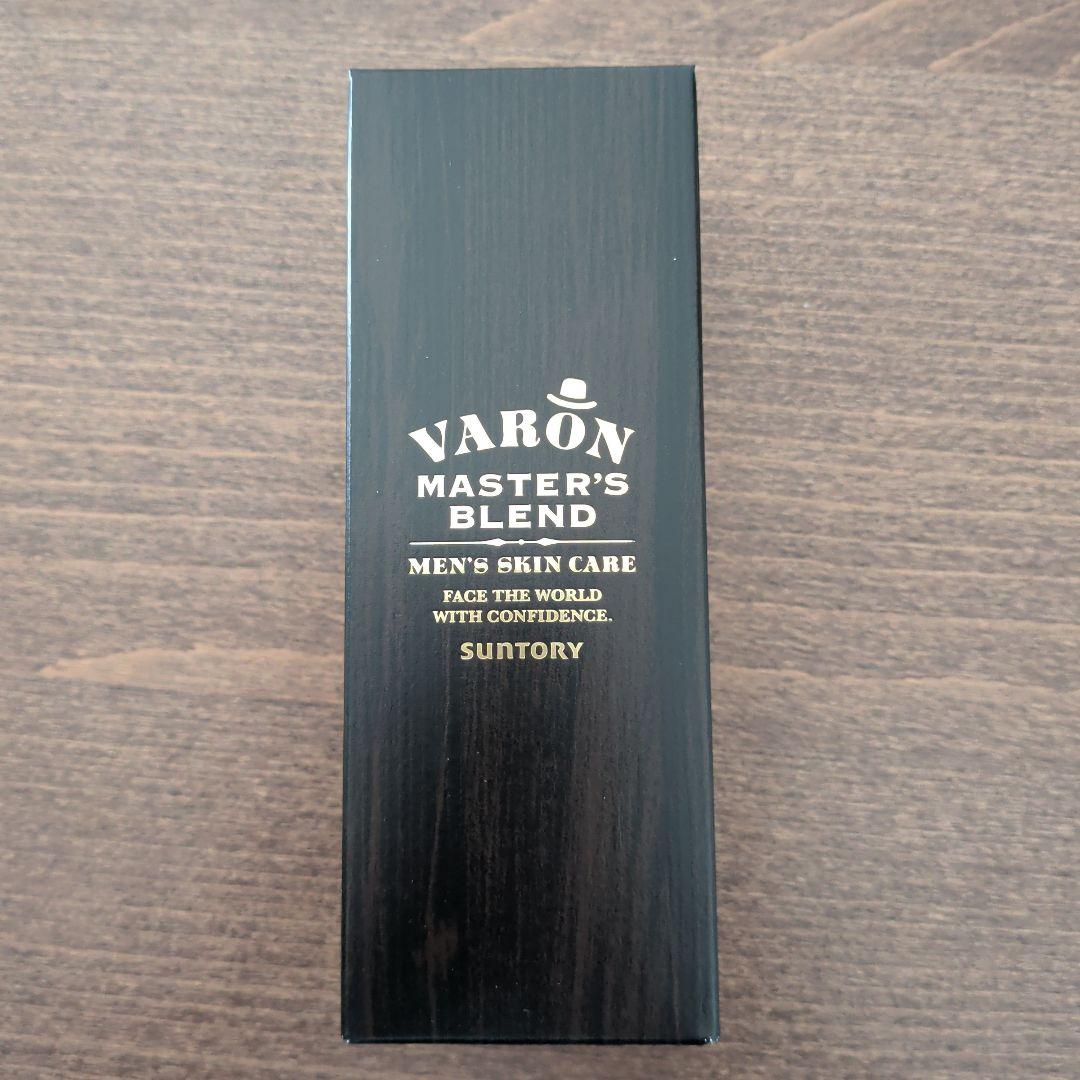 VARON
MASTER'S
BLEND
MEN'S SKIN CARE
FACE THE WORLD
WITH CONFIDENCE.
SUNTORY